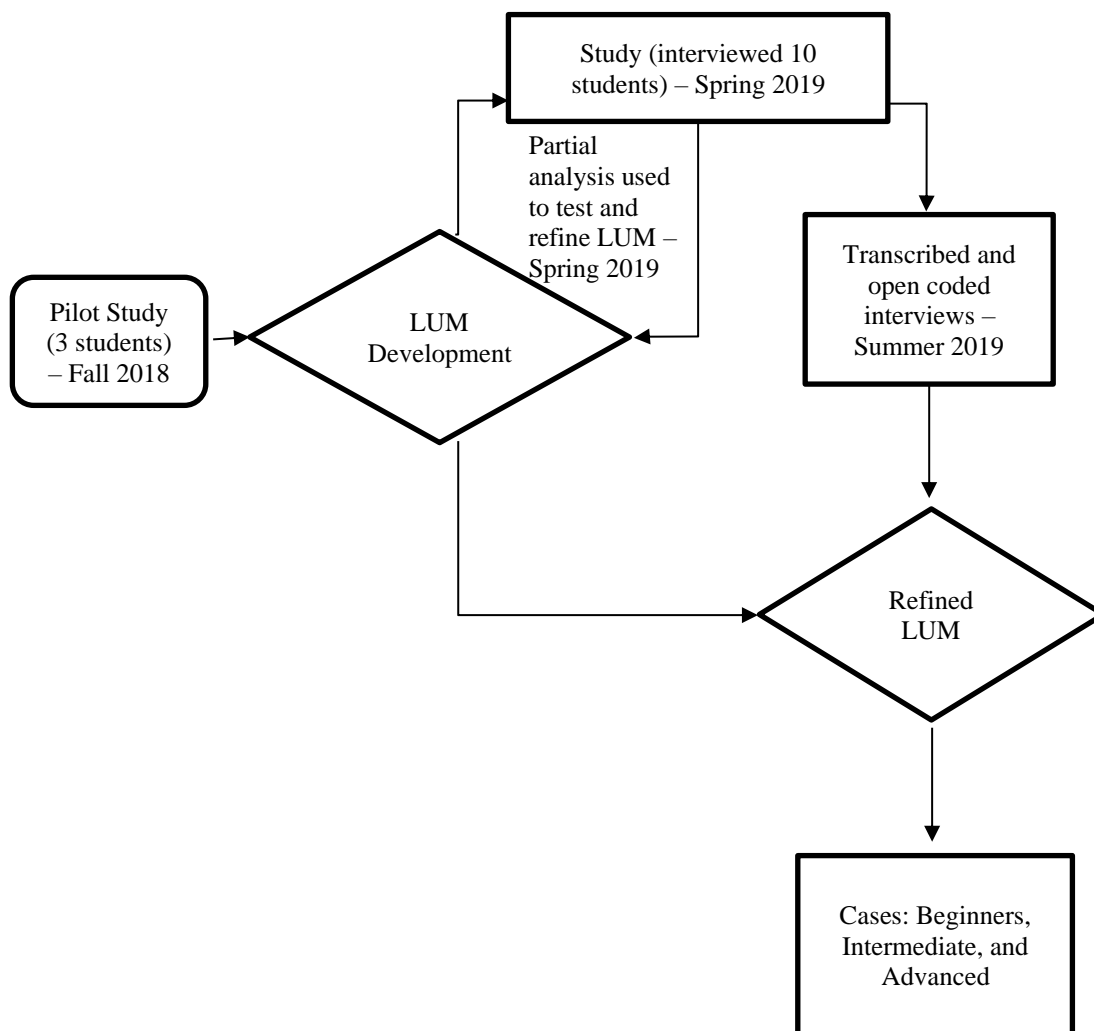 Study (interviewed 10
students) – Spring 2019
Partial
analysis used
to test and
refine LUM –
Spring 2019
Pilot Study
(3 students)
– Fall 2018
LUM
Development
Transcribed and
open coded
interviews –
Summer 2019
Refined
LUM
Cases: Beginners,
Intermediate, and
Advanced